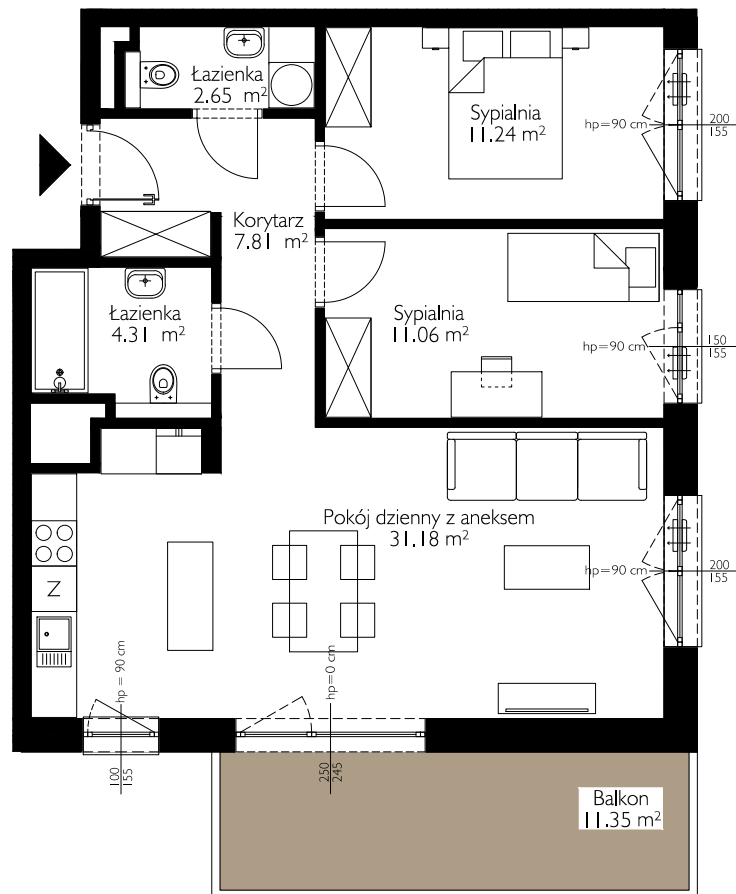 Łazienka
2.65 m²
Sypialnia
11.24 m²
hp=90 cm
200
155
Korytarz
7.81 m²
Łazienka
4.31 m²
Sypialnia
11.06 m²
hp=90 cm
150
155
Pokój dzienny z aneksem
31.18 m²
hp=90 cm
200
155
Z
hp = 90 cm
100
155
hp=0 cm
250
245
Balkon
11.35 m²